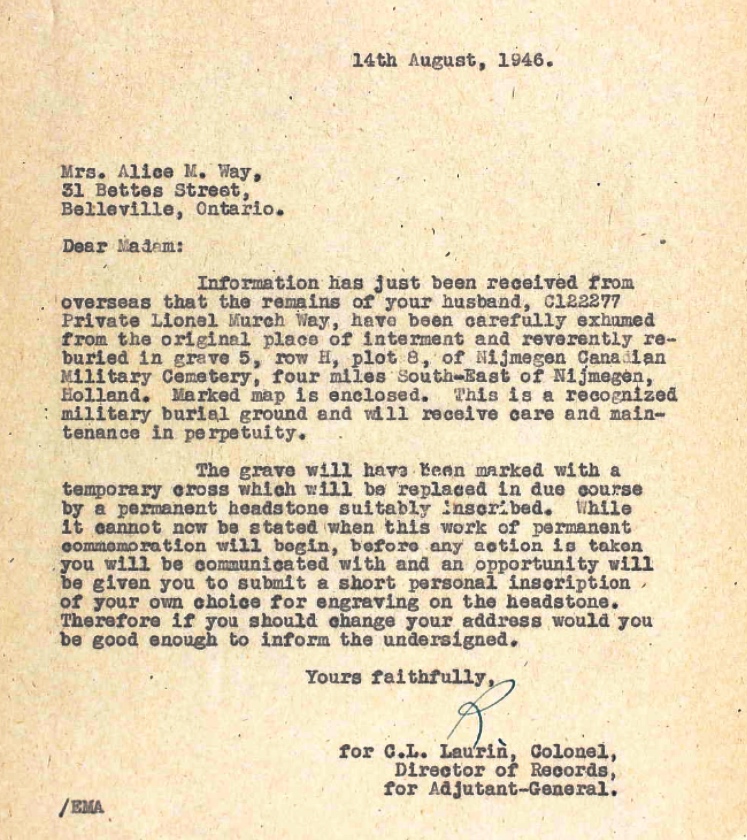 14th August, 1946.
Mrs. Alice M. Way,
31 Bettes Street,
Belleville, Ontario.
Dear Madam:
Information has just been received from
overseas that the remains of your husband, C122277
Private Lionel Murch Way, have been carefully exhumed
from the original place of interment and reverently re-
buried in grave 5, row H, plot 8, of Nijmegen Canadian
Military Cemetery, four miles South-East of Nijmegen,
Holland. Marked map is enclosed. This is a recognized
military burial ground and will receive care and main-
tenance in perpetuity.
The grave will have been marked with a
temporary cross which will be replaced in due course
by a permanent headstone suitably inscribed. While
it cannot now be stated when this work of permanent
commemoration will begin, before any action is taken
you will be communicated with and an opportunity will
be given you to submit a short personal inscription
of your own choice for engraving on the headstone.
Therefore if you should change your address would you
be good enough to inform the undersigned.
Yours faithfully,
R
for C.L. Laurin, Colonel,
Director of Records,
for Adjutant-General.
/EMA